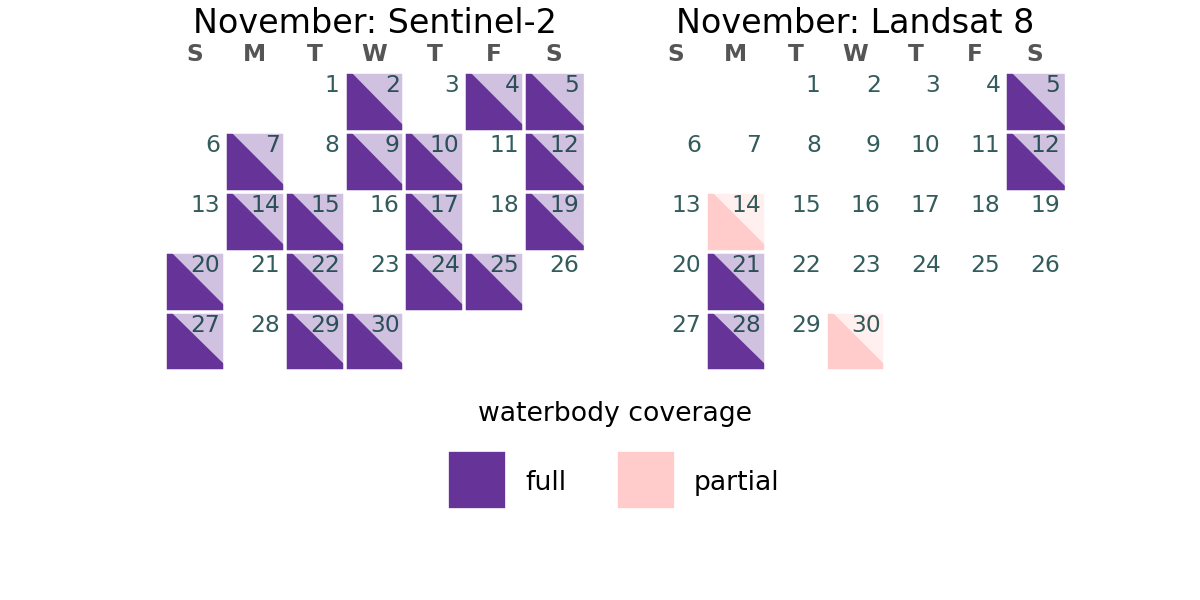 November: Sentinel-2
S M T W T F S
1 2 3 4 5
6 7 8 9 10 11 12
13 14 15 16 17 18 19
20 21 22 23 24 25 26
27 28 29 30
November: Landsat 8
S M T W T F S
1 2 3 4 5
6 7 8 9 10 11 12
13 14 15 16 17 18 19
20 21 22 23 24 25 26
27 28 29 30
waterbody coverage
full partial